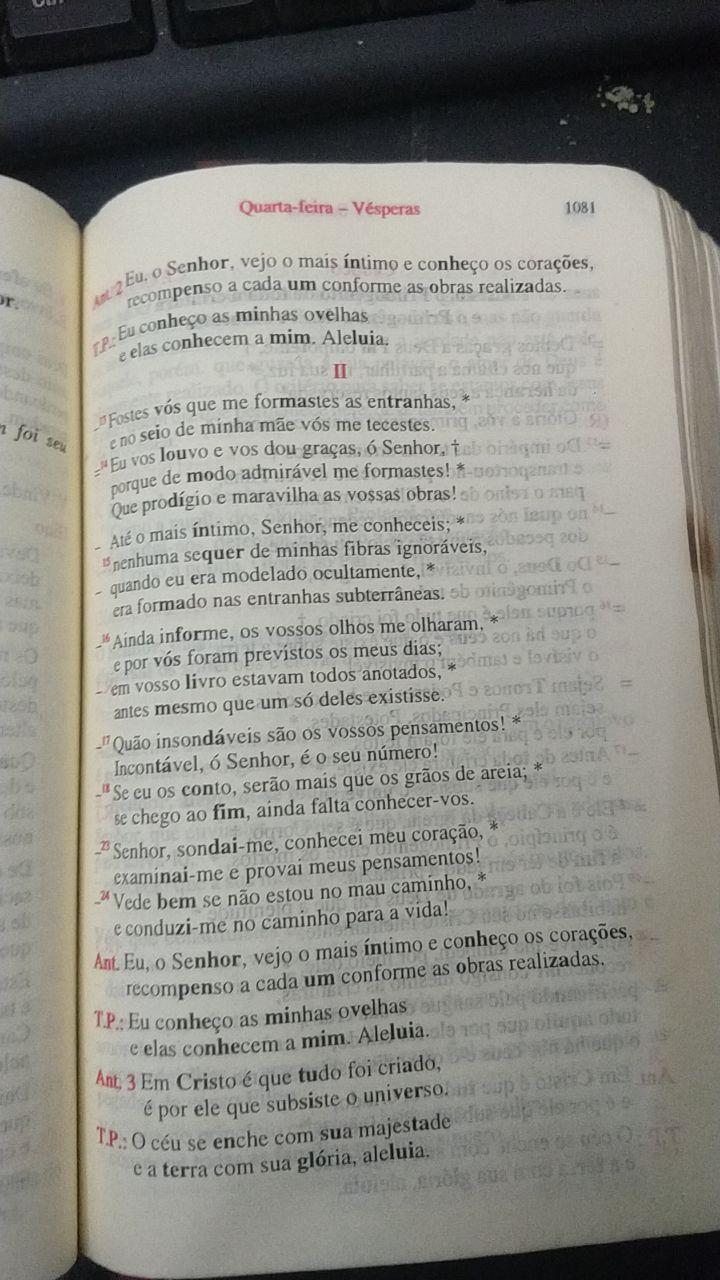 Quarta-feira – Vésperas 1081
Ant. 2 Eu, o Senhor, vejo o mais íntimo e conheço os corações,
recompenso a cada um conforme as obras realizadas.
T.P.: Eu conheço as minhas ovelhas
e elas conhecem a mim. Aleluia.
II
–13 Fostes vós que me formastes as entranhas, *
e no seio de minha mãe vós me tecestes.
=14 Eu vos louvo e vos dou graças, ó Senhor, †
porque de modo admirável me formastes! *
Que prodígio e maravilha as vossas obras!
– Até o mais íntimo, Senhor, me conheceis; *
15 nenhuma sequer de minhas fibras ignoráveis,
– quando eu era modelado ocultamente, *
era formado nas entranhas subterrâneas.
–16 Ainda informe, os vossos olhos me olharam, *
e por vós foram previstos os meus dias;
– em vosso livro estavam todos anotados, *
antes mesmo que um só deles existisse.
–17 Quão insondáveis são os vossos pensamentos! *
Incontável, ó Senhor, é o seu número!
–18 Se eu os conto, serão mais que os grãos de areia; *
se chego ao fim, ainda falta conhecer-vos.
–23 Senhor, sondai-me, conhecei meu coração, *
examinai-me e provai meus pensamentos!
–24 Vede bem se não estou no mau caminho, *
e conduzi-me no caminho para a vida!
Ant. Eu, o Senhor, vejo o mais íntimo e conheço os corações,
recompenso a cada um conforme as obras realizadas.
T.P.: Eu conheço as minhas ovelhas
e elas conhecem a mim. Aleluia.
Ant. 3 Em Cristo é que tudo foi criado,
é por ele que subsiste o universo.
T.P.: O céu se enche com sua majestade
e a terra com sua glória, aleluia.
foi seu